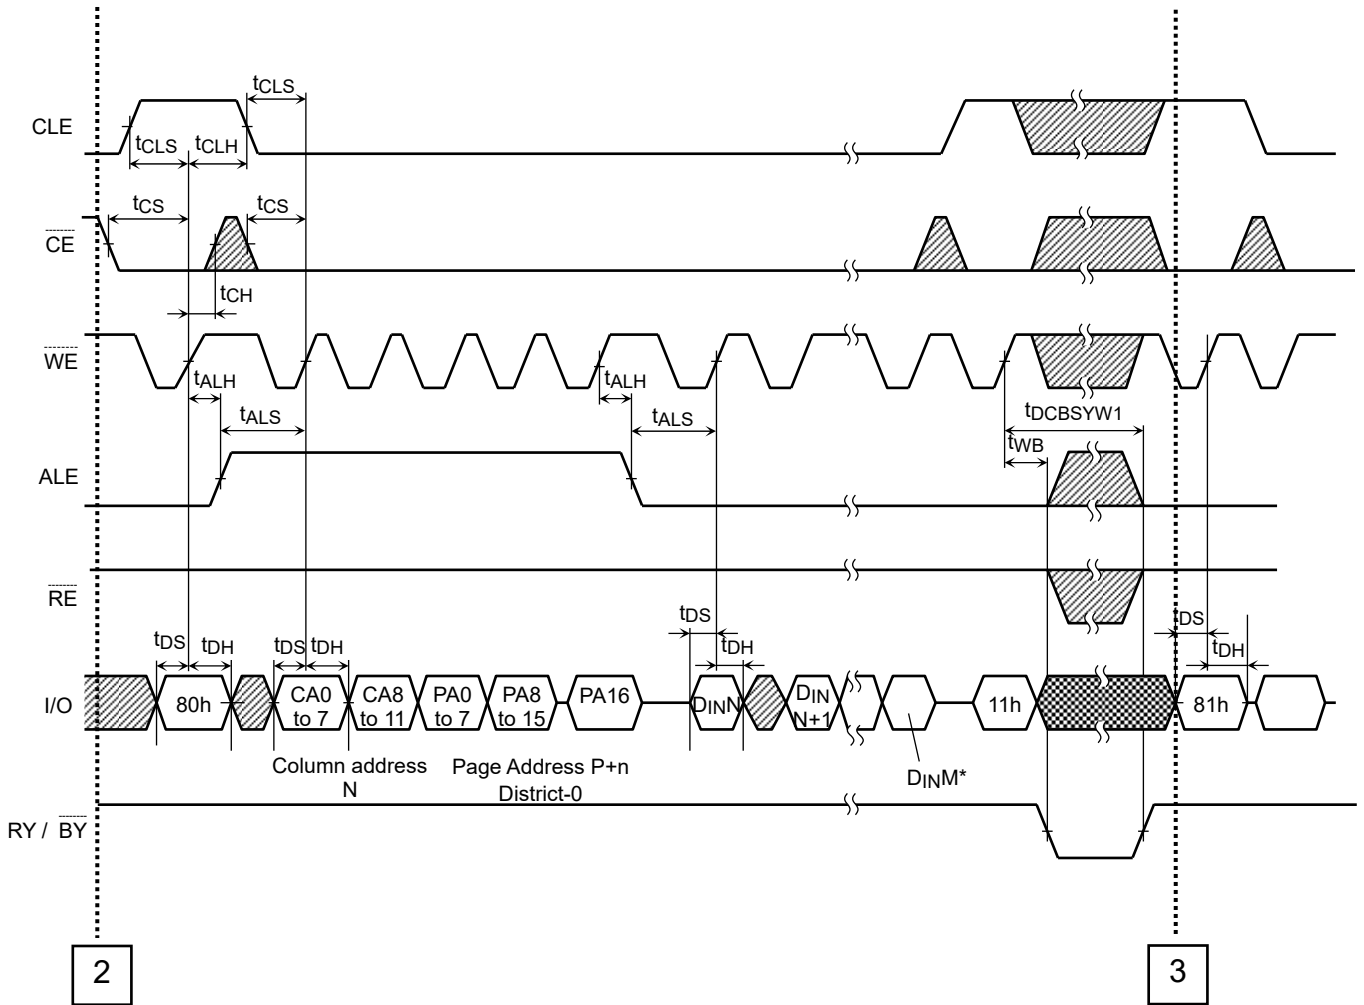 tCLS
CLE
tCLS
tCLH
tCS
tCS
CE
tCH
WE
tALH
tALH
tALS
tALS
tDCBSYW1
tWB
ALE
RE
tDS
tDH
tDS
tDH
tDS
tDH
tDS
tDH
I/O
80h
CA0
to 7
CA8
to 11
PA0
to 7
PA8
to 15
PA16
DINN
DIN
N+1
11h
81h
Column address
N
Page Address P+n
District-0
DINM*
RY / BY
2
3